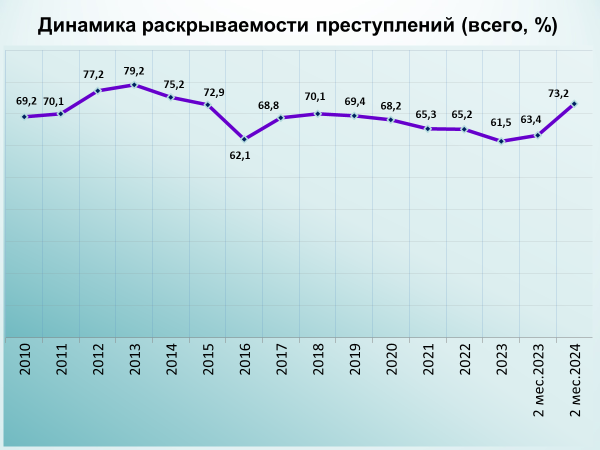 Динамика раскрываемости преступлений (всего, %)
69,2 70,1 77,2 79,2 75,2 72,9 62,1 68,8 70,1 69,4 68,2 65,3 65,2 61,5 63,4 73,2
2010 2011 2012 2013 2014 2015 2016 2017 2018 2019 2020 2021 2022 2023 2 мес.2023 2 мес.2024